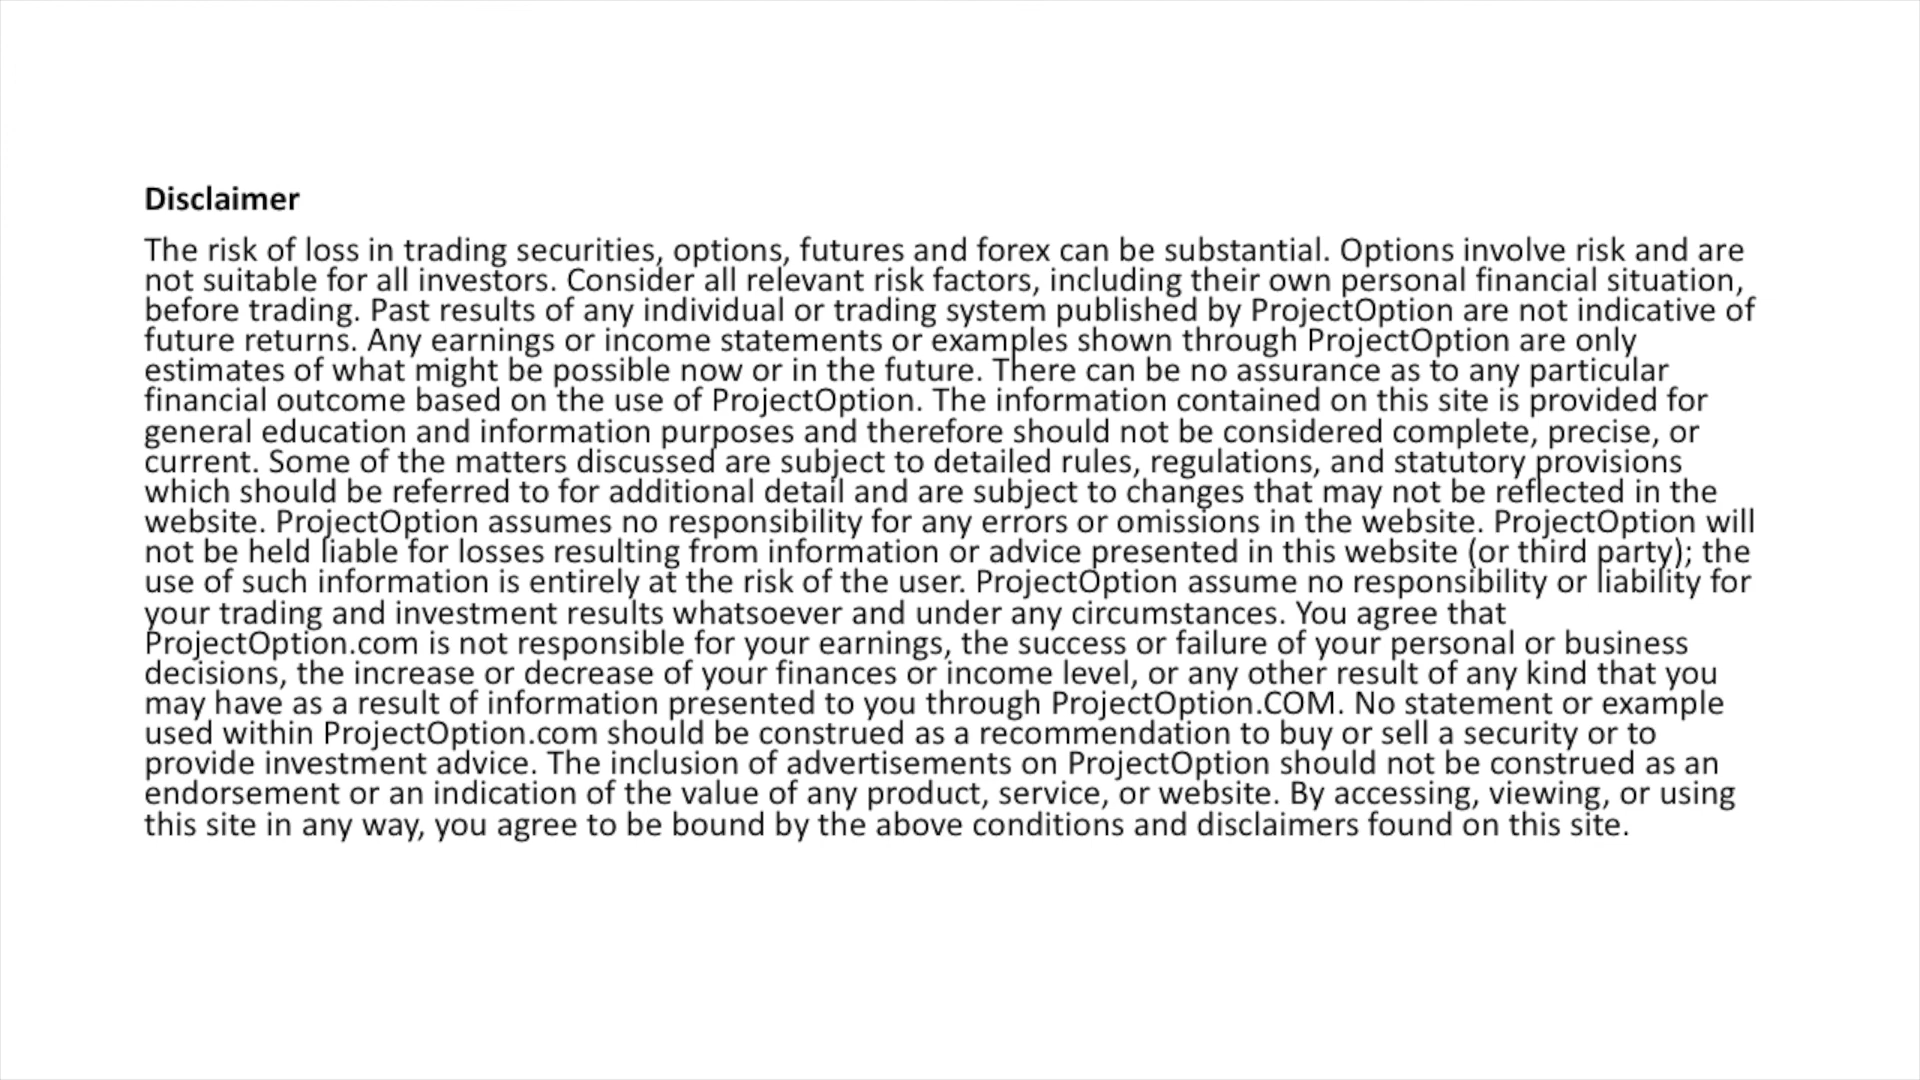 Disclaimer
The risk of loss in trading securities, options, futures and forex can be substantial. Options involve risk and are
not suitable for all investors. Consider all relevant risk factors, including their own personal financial situation,
before trading. Past results of any individual or trading system published by ProjectOption are not indicative of
future returns. Any earnings or income statements or examples shown through ProjectOption are only
estimates of what might be possible now or in the future. There can be no assurance as to any particular
financial outcome based on the use of ProjectOption. The information contained on this site is provided for
general education and information purposes and therefore should not be considered complete, precise, or
current. Some of the matters discussed are subject to detailed rules, regulations, and statutory provisions
which should be referred to for additional detail and are subject to changes that may not be reflected in the
website. ProjectOption assumes no responsibility for any errors or omissions in the website. ProjectOption will
not be held liable for losses resulting from information or advice presented in this website (or third party); the
use of such information is entirely at the risk of the user. ProjectOption assume no responsibility or liability for
your trading and investment results whatsoever and under any circumstances. You agree that
ProjectOption.com is not responsible for your earnings, the success or failure of your personal or business
decisions, the increase or decrease of your finances or income level, or any other result of any kind that you
may have as a result of information presented to you through ProjectOption.COM. No statement or example
used within ProjectOption.com should be construed as a recommendation to buy or sell a security or to
provide investment advice. The inclusion of advertisements on ProjectOption should not be construed as an
endorsement or an indication of the value of any product, service, or website. By accessing, viewing, or using
this site in any way, you agree to be bound by the above conditions and disclaimers found on this site.